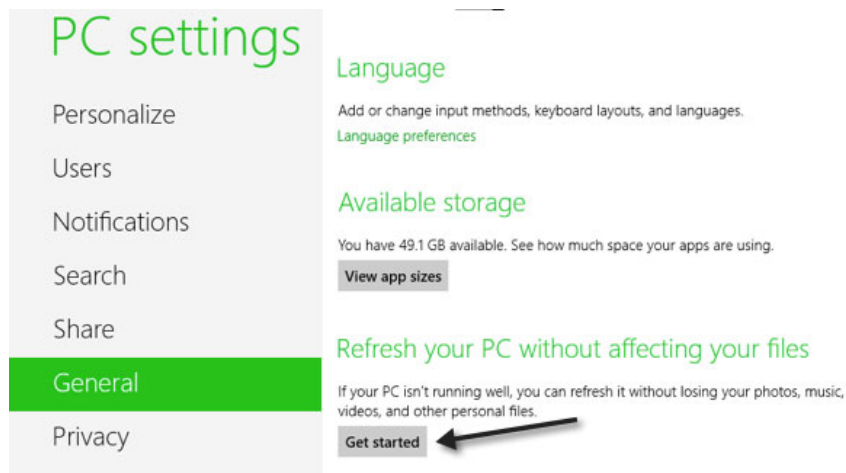 PC settings
Personalize
Users
Notifications
Search
Share
General
Privacy
Language
Add or change input methods, keyboard layouts, and languages.
Language preferences
Available storage
You have 49.1 GB available. See how much space your apps are using.
View app sizes
Refresh your PC without affecting your files
If your PC isn't running well, you can refresh it without losing your photos, music,
videos, and other personal files.
Get started